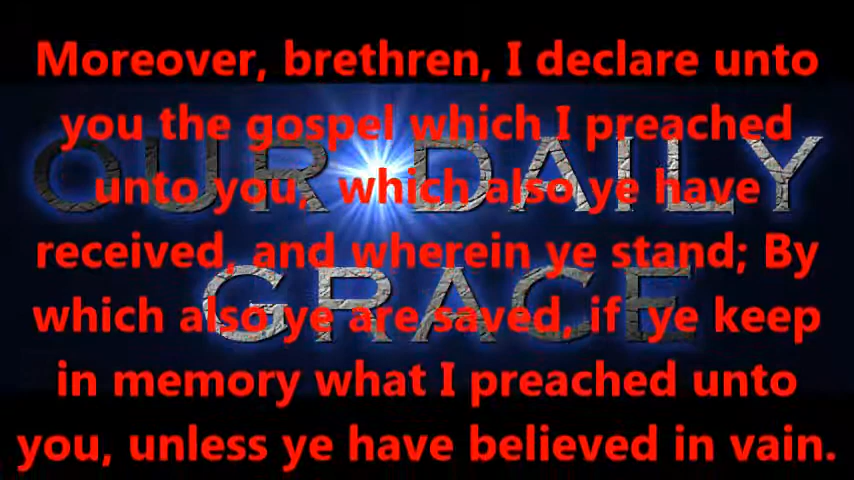 Moreover, brethren, I declare unto
you the gospel which I preached
unto you, which also ye have
received, and wherein ye stand; By
which also ye are saved, if ye keep
in memory what I preached unto
you, unless ye have believed in vain.
OUR DAILY
GRACE